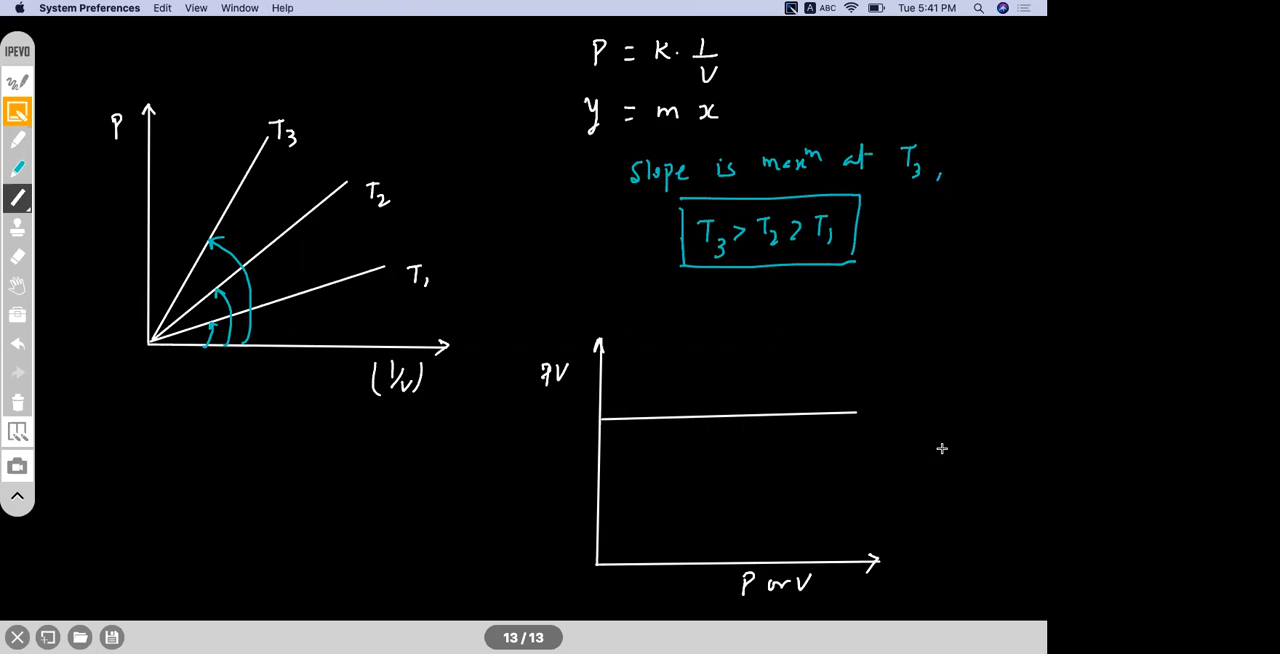 System Preferences Edit View Window Help
A ABC Tue 5:41 PM
IPEVO
P = K. 1/V
y = m x
Slope is maxᵐ at T₃,
T₃ > T₂ > T₁
P
T₃
T₂
T₁
(1/V)
PV
P or V
13 / 13